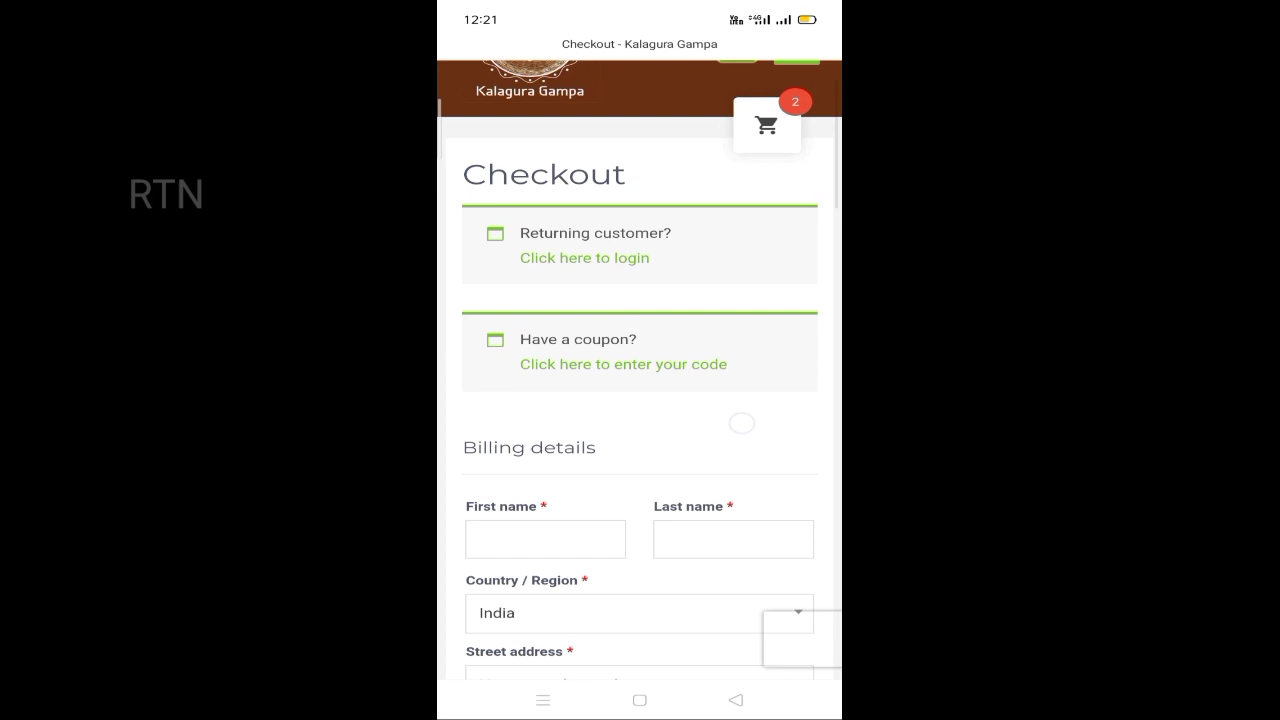 12:21
Checkout - Kalagura Gampa
Kalagura Gampa
2
RTN
Checkout
Returning customer?
Click here to login
Have a coupon?
Click here to enter your code
Billing details
First name *
Last name *
Country / Region *
India
Street address *